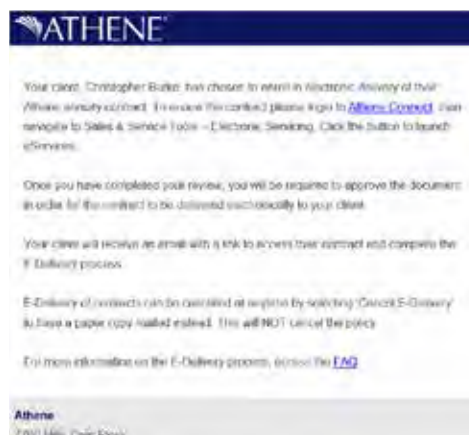 ATHENE
Your client, Christopher Burke, has chosen to enroll in electronic delivery of their
Athene annuity contract. To review the contract please login to Athene Connect, then
navigate to Sales & Service Tools – Electronic Servicing. Click the button to launch
eServices.
Once you have completed your review, you will be required to approve the document
in order for the contract to be delivered electronically to your client.
Your client will receive an email with a link to access their contract and complete the
E-Delivery process.
E-Delivery of contracts can be cancelled at anytime by selecting 'Cancel E-Delivery'
to have a paper copy mailed instead. This will NOT cancel the policy.
For more information on the E-Delivery process, access the FAQ
Athene